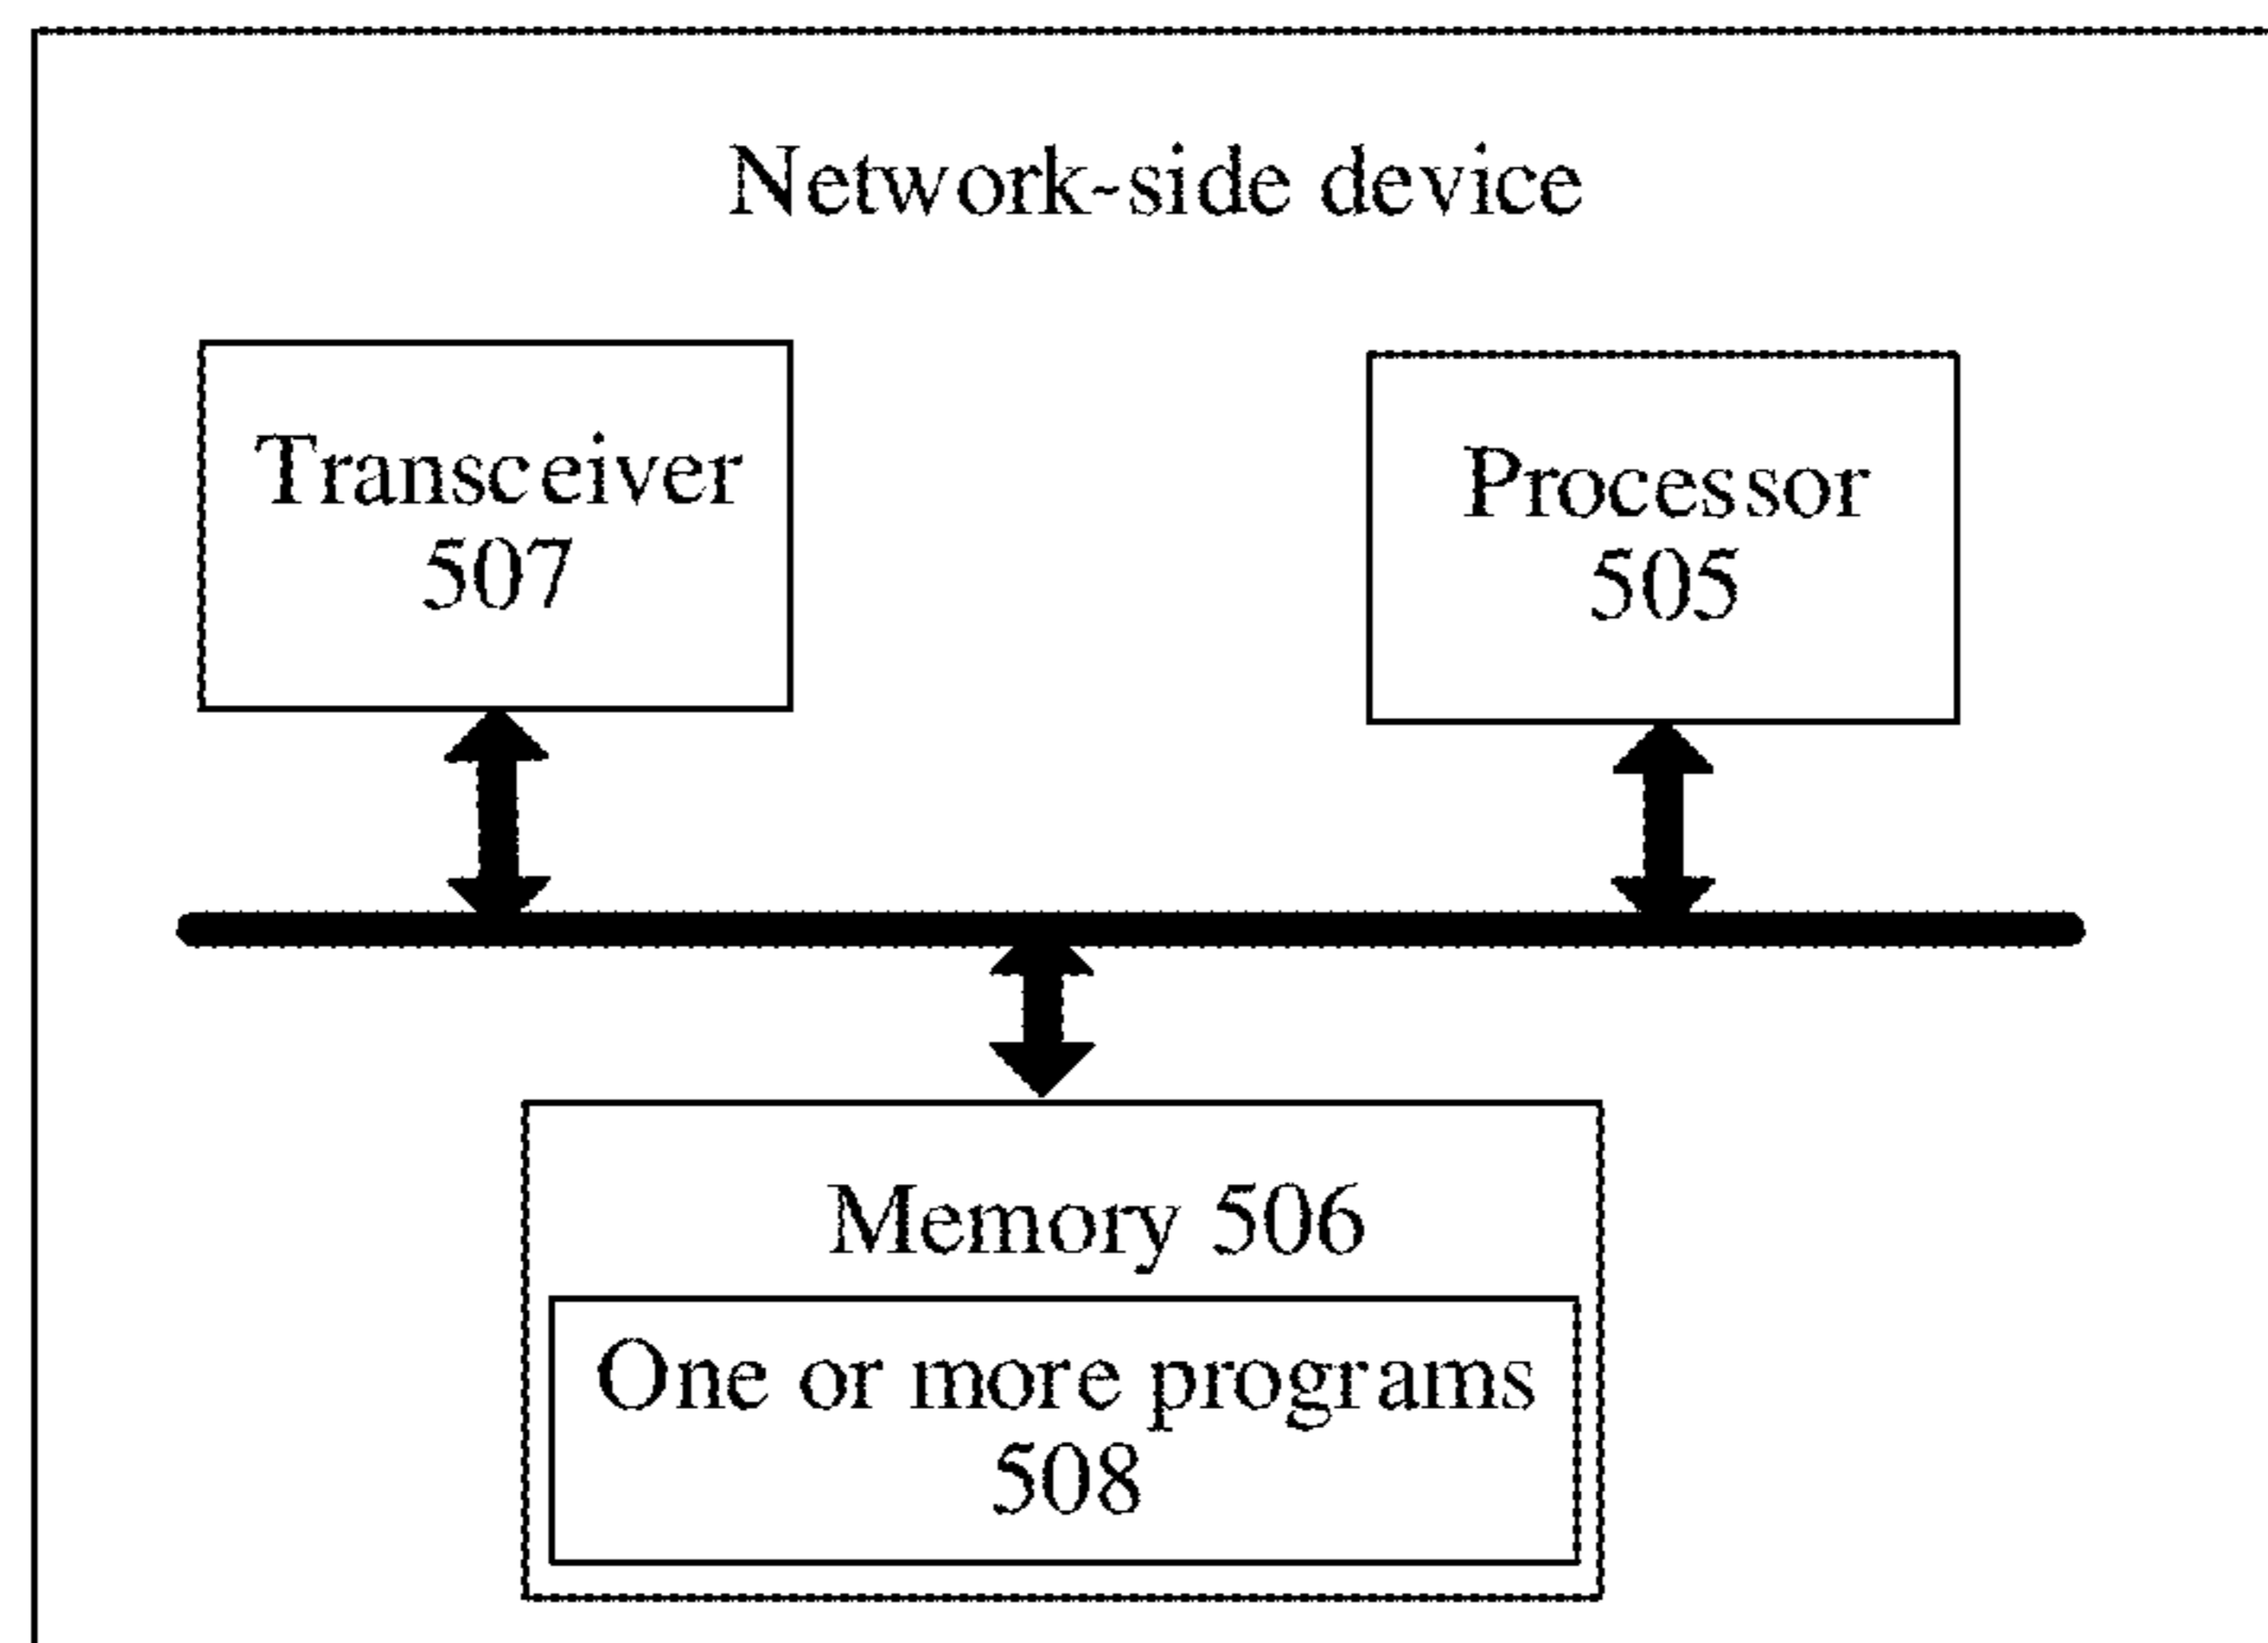 Network-side device
Transceiver
507
Processor
505
Memory 506
One or more programs
508